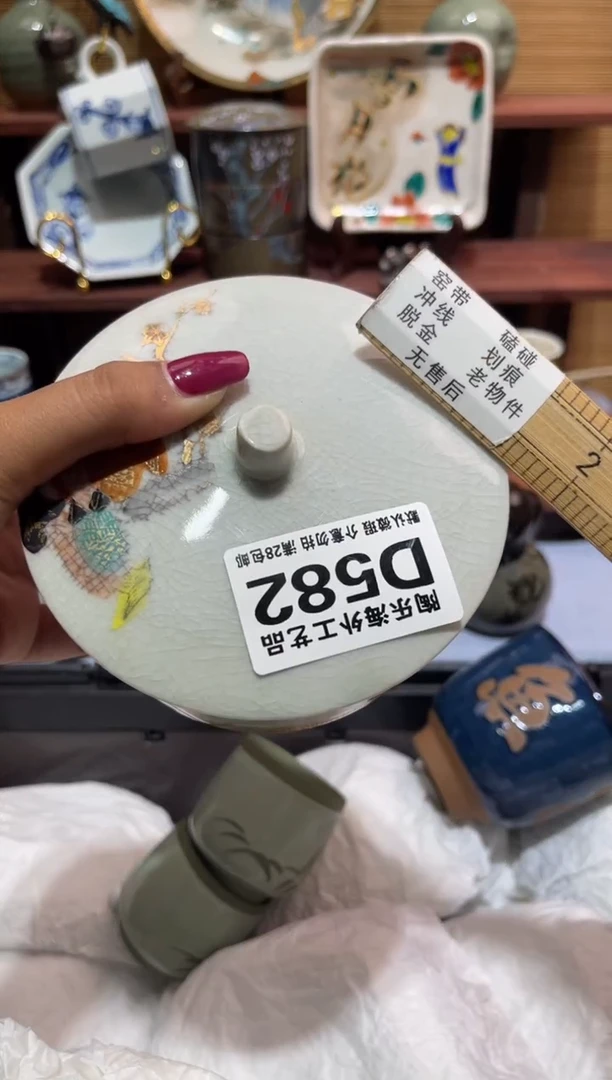 窑带 磕碰
冲线 划痕
脱金 老物件
无售后
2
陶乐海外工艺品
D582
默认微瑕 介意勿拍 满28包邮